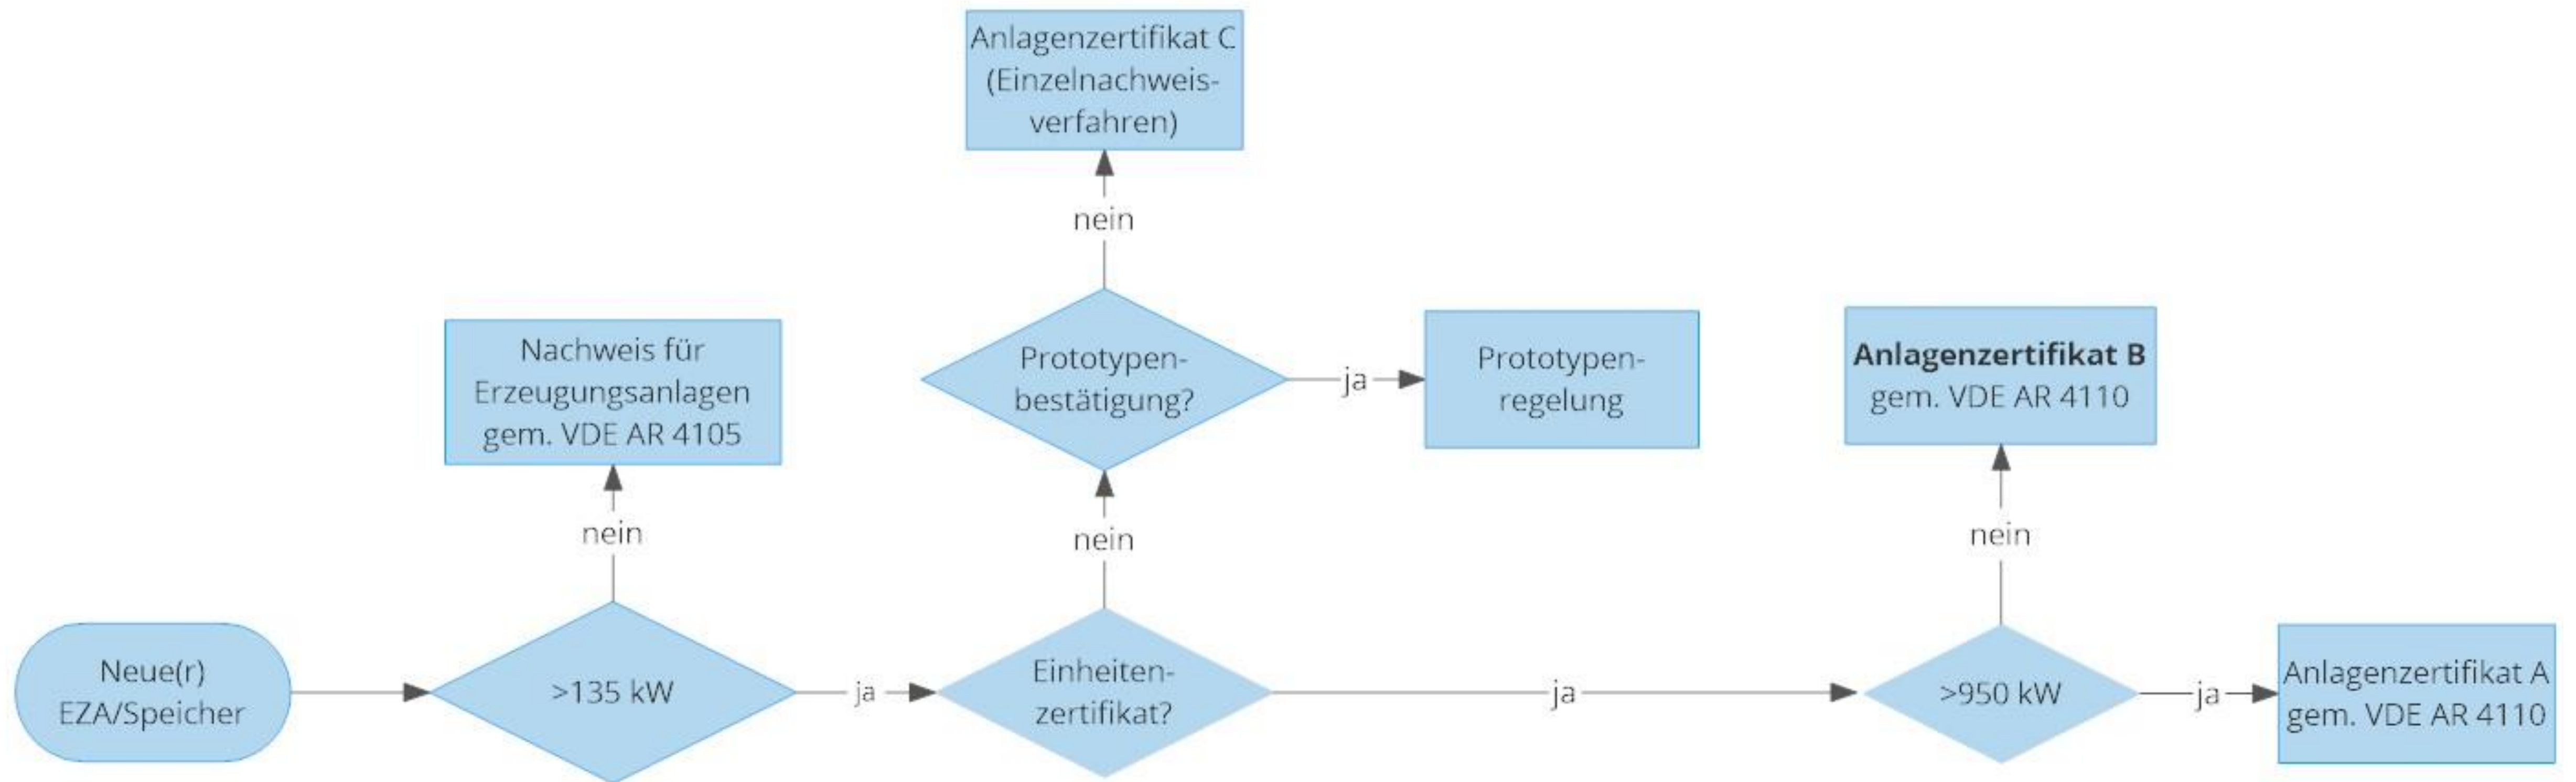 Anlagenzertifikat C
(Einzelnachweis-
verfahren)
nein
Nachweis für
Erzeugungsanlagen
gem. VDE AR 4105
Prototypen-
bestätigung?
ja
Prototypen-
regelung
Anlagenzertifikat B
gem. VDE AR 4110
nein
nein
nein
Neue(r)
EZA/Speicher
>135 kW
ja
Einheiten-
zertifikat?
ja
>950 kW
ja
Anlagenzertifikat A
gem. VDE AR 4110